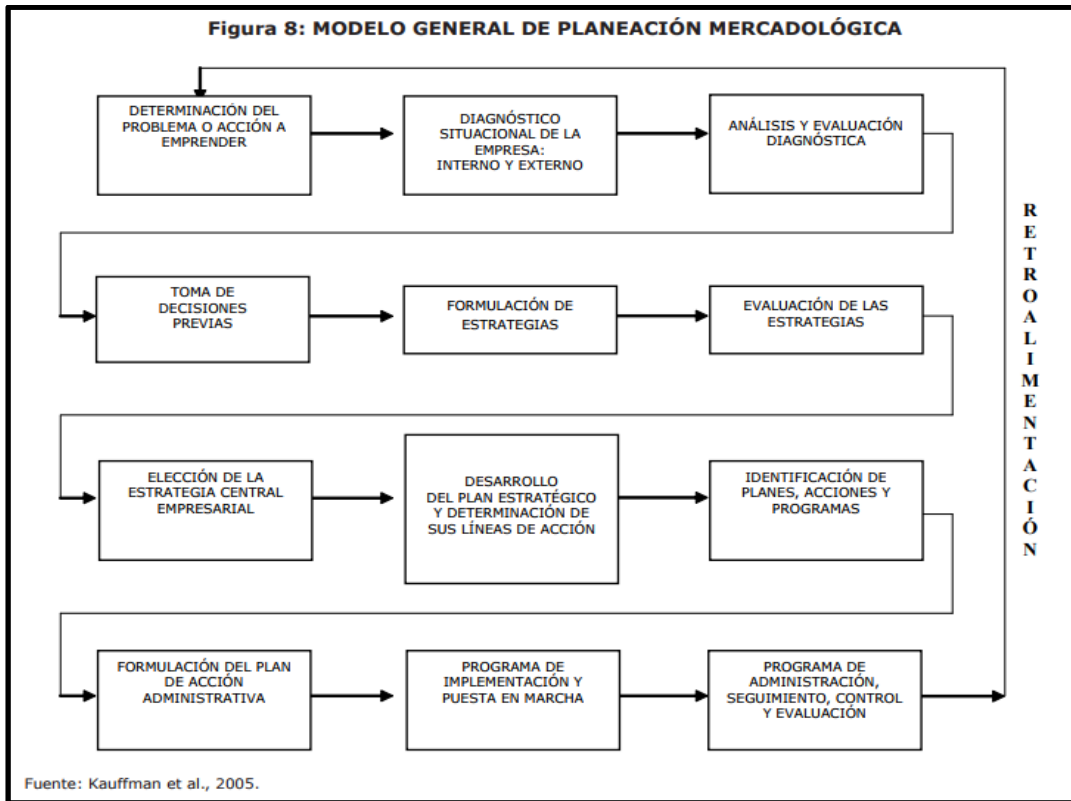 Figura 8: MODELO GENERAL DE PLANEACIÓN MERCADOLÓGICA
DETERMINACIÓN DEL
PROBLEMA O ACCIÓN A
EMPRENDER
DIAGNÓSTICO
SITUACIONAL DE LA
EMPRESA:
INTERNO Y EXTERNO
ANÁLISIS Y EVALUACIÓN
DIAGNÓSTICA
TOMA DE
DECISIONES
PREVIAS
FORMULACIÓN DE
ESTRATEGIAS
EVALUACIÓN DE LAS
ESTRATEGIAS
ELECCIÓN DE LA
ESTRATEGIA CENTRAL
EMPRESARIAL
DESARROLLO
DEL PLAN ESTRATÉGICO
Y DETERMINACIÓN DE
SUS LÍNEAS DE ACCIÓN
IDENTIFICACIÓN DE
PLANES, ACCIONES Y
PROGRAMAS
FORMULACIÓN DEL PLAN
DE ACCIÓN
ADMINISTRATIVA
PROGRAMA DE
IMPLEMENTACIÓN Y
PUESTA EN MARCHA
PROGRAMA DE
ADMINISTRACIÓN,
SEGUIMIENTO, CONTROL
Y EVALUACIÓN
RETROALIMENTACIÓN
Fuente: Kauffman et al., 2005.